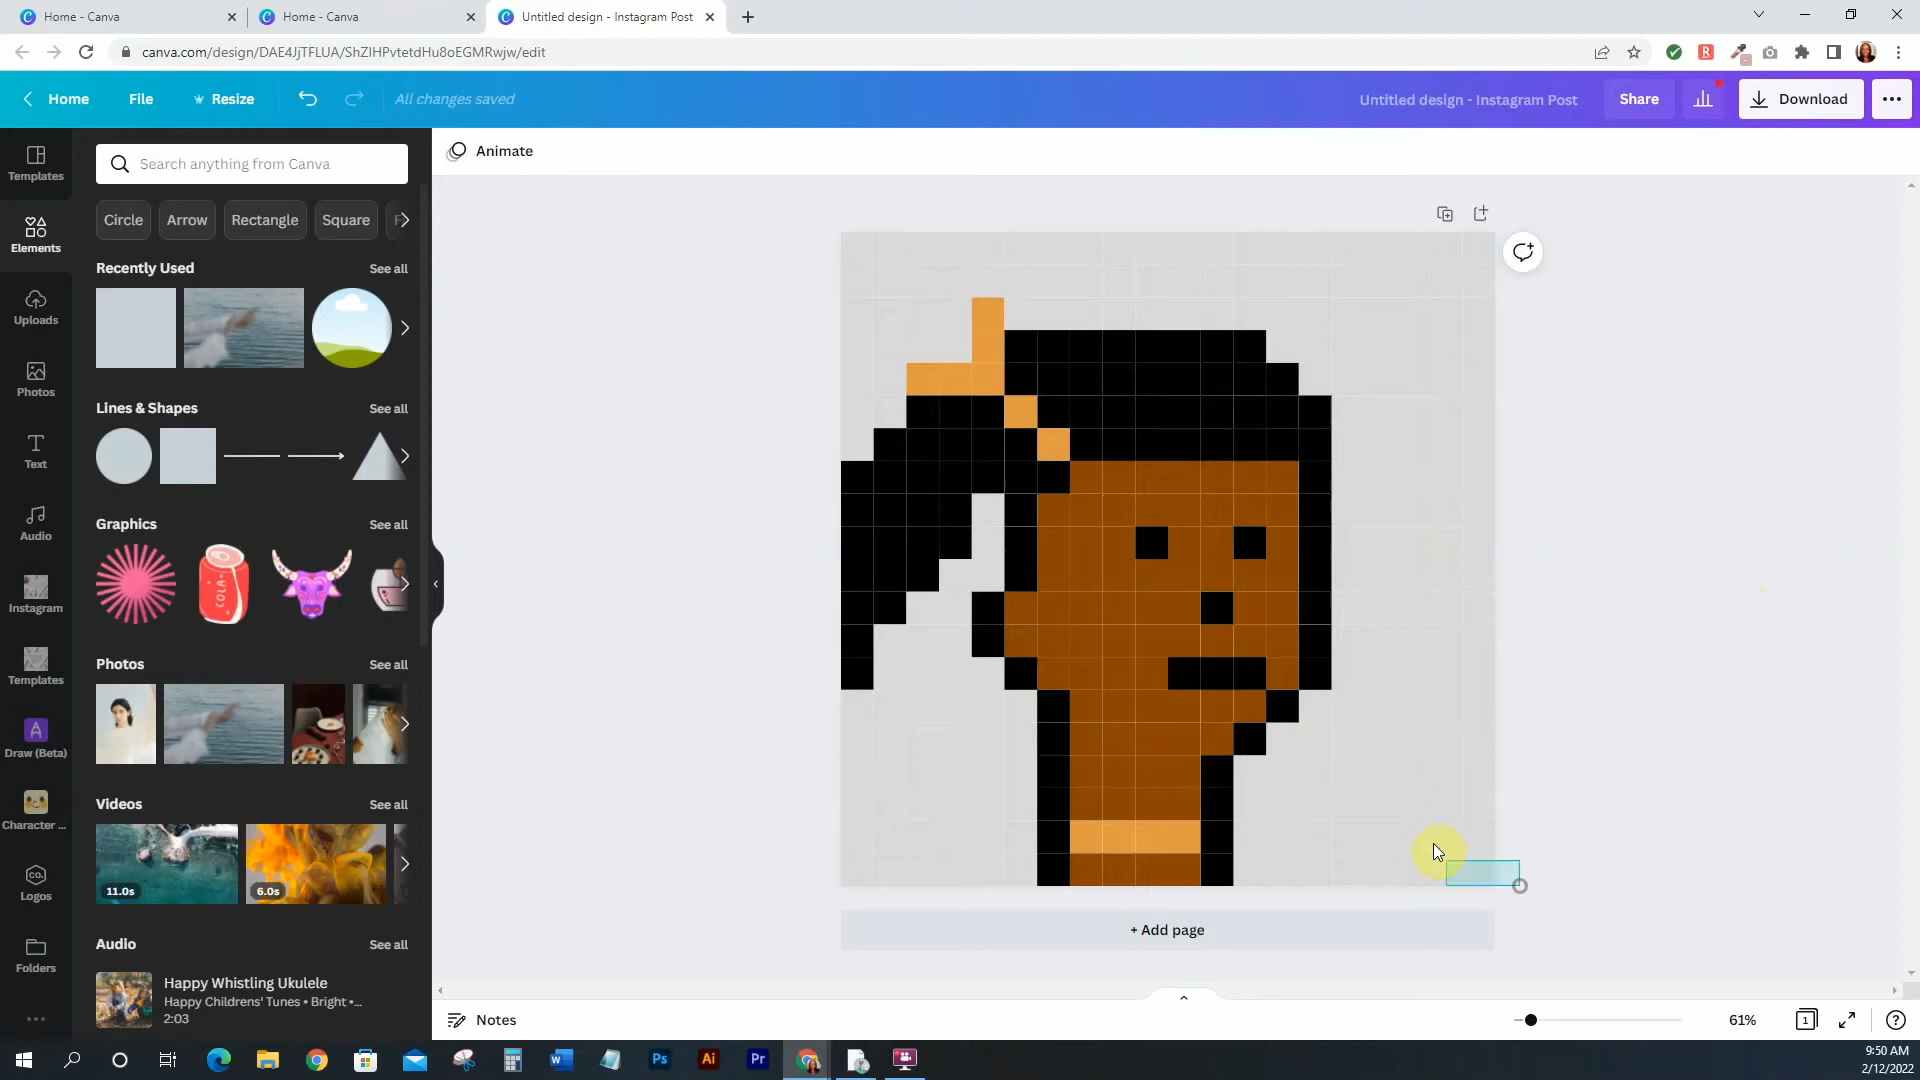 Home - Canva
Home - Canva
Untitled design - Instagram Post
canva.com/design/DAE4JjTFLUA/ShZIHPvtetdHu8oEGMRwjw/edit
Home
File
Resize
All changes saved
Untitled design - Instagram Post
Share
Download
Templates
Elements
Uploads
Photos
Text
Audio
Instagram
Templates
Draw (Beta)
Character ...
Logos
Folders
Search anything from Canva
Circle
Arrow
Rectangle
Square
Recently Used
See all
Lines & Shapes
See all
Graphics
See all
COLA
Photos
See all
Videos
See all
11.0s
6.0s
Audio
See all
Happy Whistling Ukulele
Happy Childrens' Tunes • Bright •...
2:03
Animate
+ Add page
Notes
61%
1
co.
W
Ps
Ai
Pr
9:50 AM
2/12/2022